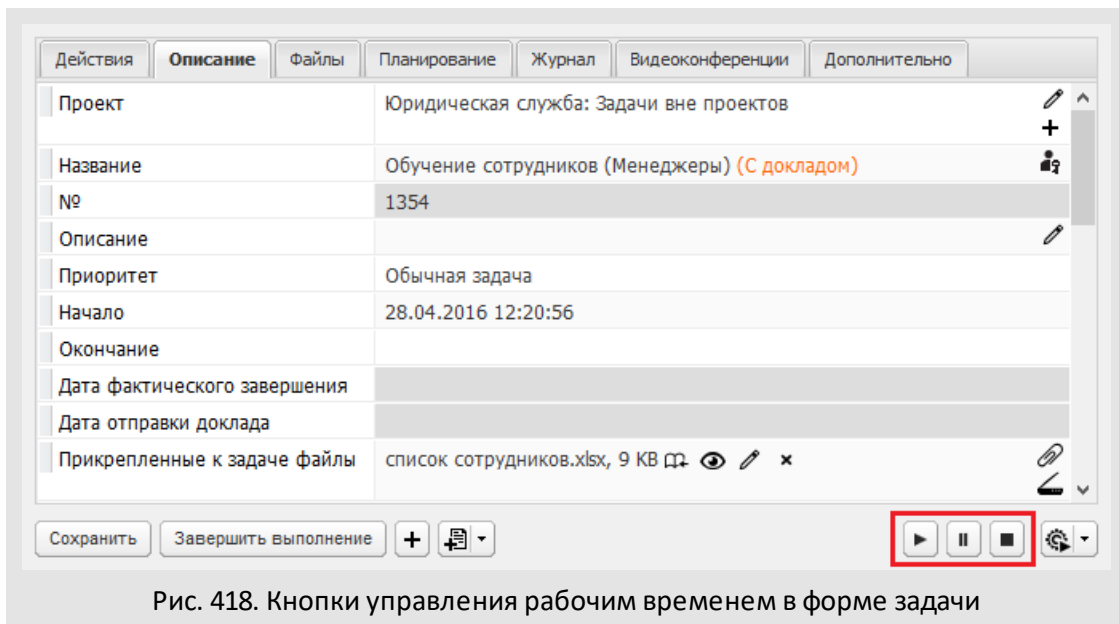 Действия Описание Файлы Планирование Журнал Видеоконференции Дополнительно
Проект Юридическая служба: Задачи вне проектов
Название Обучение сотрудников (Менеджеры) (С докладом)
№ 1354
Описание
Приоритет Обычная задача
Начало 28.04.2016 12:20:56
Окончание
Дата фактического завершения
Дата отправки доклада
Прикрепленные к задаче файлы список сотрудников.xlsx, 9 KB
Сохранить Завершить выполнение
Рис. 418. Кнопки управления рабочим временем в форме задачи